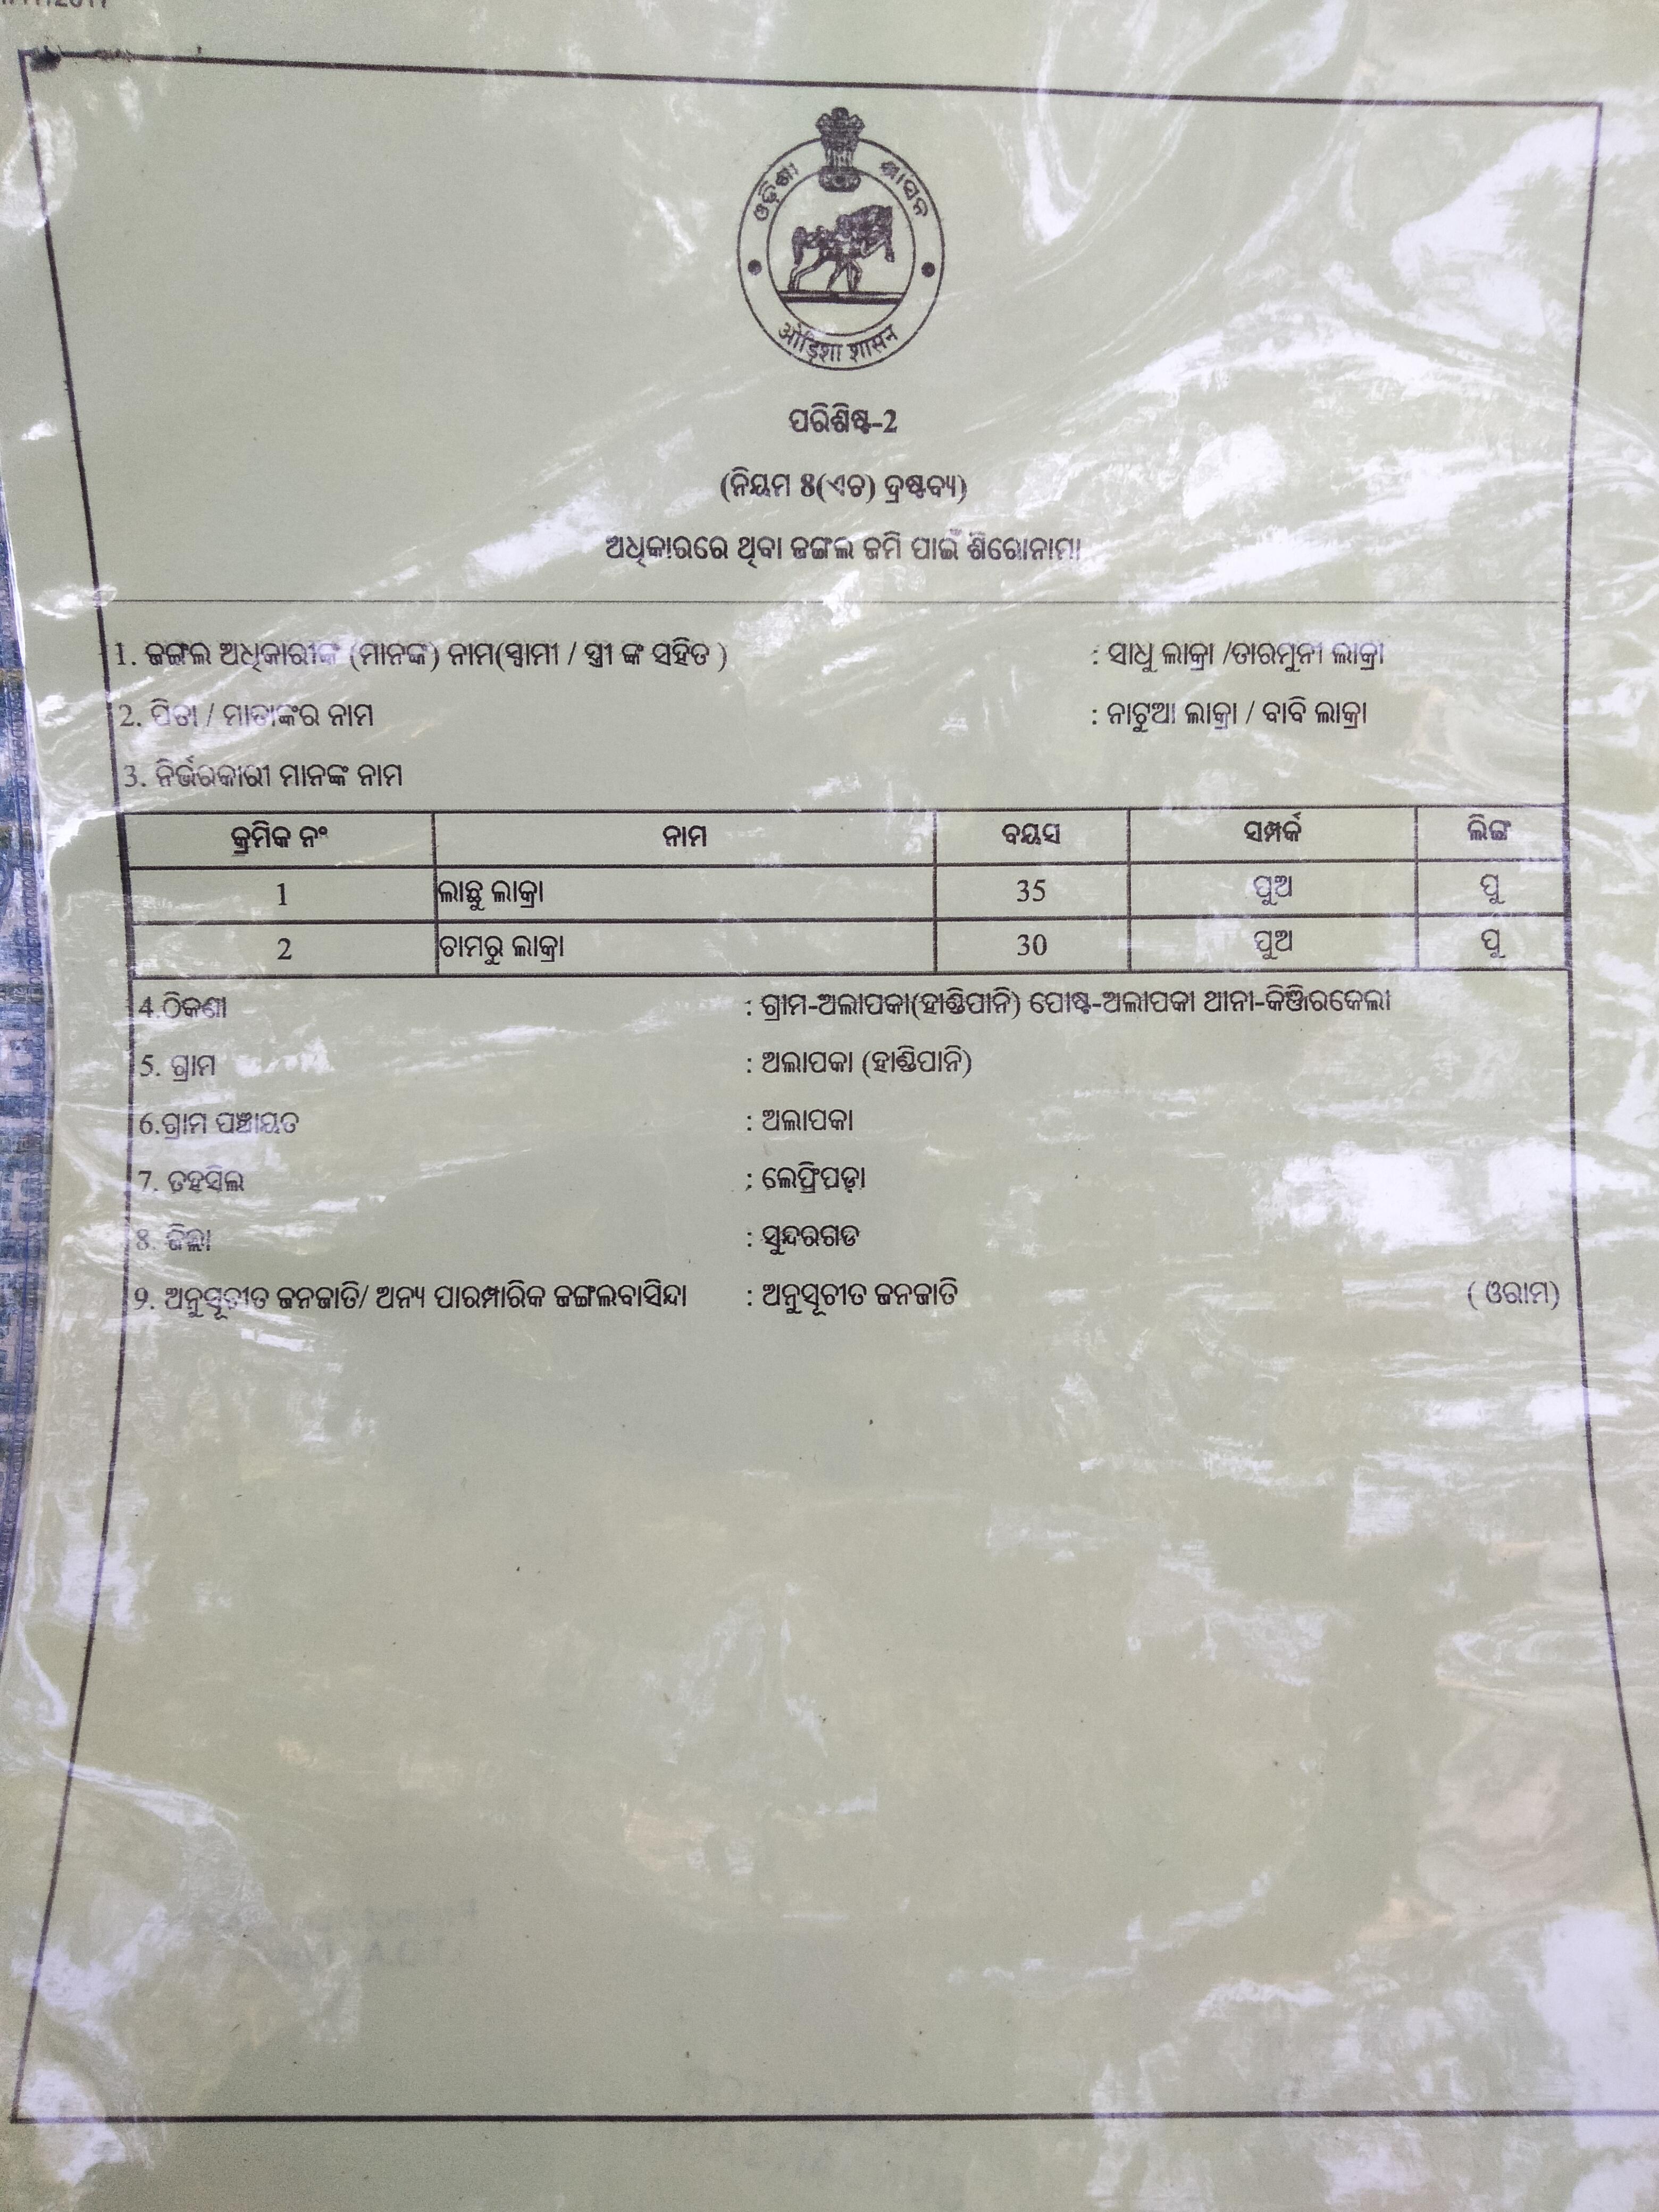 ଓଡ଼ିଶା ଶାସନ
ओड़िशा शासन
ପରିଶିଷ୍ଟ-2
(ନିୟମ ୫(ଏଚ) ଦ୍ରଷ୍ଟବ୍ୟ)
ଅଧିକାରରେ ଥିବା ଜଙ୍ଗଲ ଜମି ପାଇଁ ଶିରୋନାମା
1. ଜଙ୍ଗଲ ଅଧିକାରୀଙ୍କ (ମାନଙ୍କ) ନାମ(ସ୍ୱାମୀ / ସ୍ତ୍ରୀ ଙ୍କ ସହିତ ) : ସାଧୁ ଲାକ୍ରା /ତାରମୁନୀ ଲାକ୍ରା
2. ପିତା / ମାତାଙ୍କର ନାମ : ନାଟୁଆ ଲାକ୍ରା / ବାବି ଲାକ୍ରା
3. ନିର୍ଭରକାରୀ ମାନଙ୍କ ନାମ
କ୍ରମିକ ନଂ ନାମ ବୟସ ସମ୍ପର୍କ ଲିଙ୍ଗ
1 ଲାଛୁ ଲାକ୍ରା 35 ପୁଅ ପୁ
2 ଚାମରୁ ଲାକ୍ରା 30 ପୁଅ ପୁ
4.ଠିକଣା : ଗ୍ରାମ-ଅଲାପକା(ହାଣ୍ଡିପାନି) ପୋଷ୍ଟ-ଅଲାପକା ଥାନା-କିଞ୍ଜିରକେଲା
5. ଗ୍ରାମ : ଅଲାପକା (ହାଣ୍ଡିପାନି)
6.ଗ୍ରାମ ପଞ୍ଚାୟତ : ଅଲାପକା
7. ତହସିଲ : ଲେଫ୍ରିପଡ଼ା
8. ଜିଲ୍ଲା : ସୁନ୍ଦରଗଡ
9. ଅନୁସୂଚୀତ ଜନଜାତି/ ଅନ୍ୟ ପାରମ୍ପାରିକ ଜଙ୍ଗଲବାସିନ୍ଦା : ଅନୁସୂଚୀତ ଜନଜାତି ( ଓରାମ)